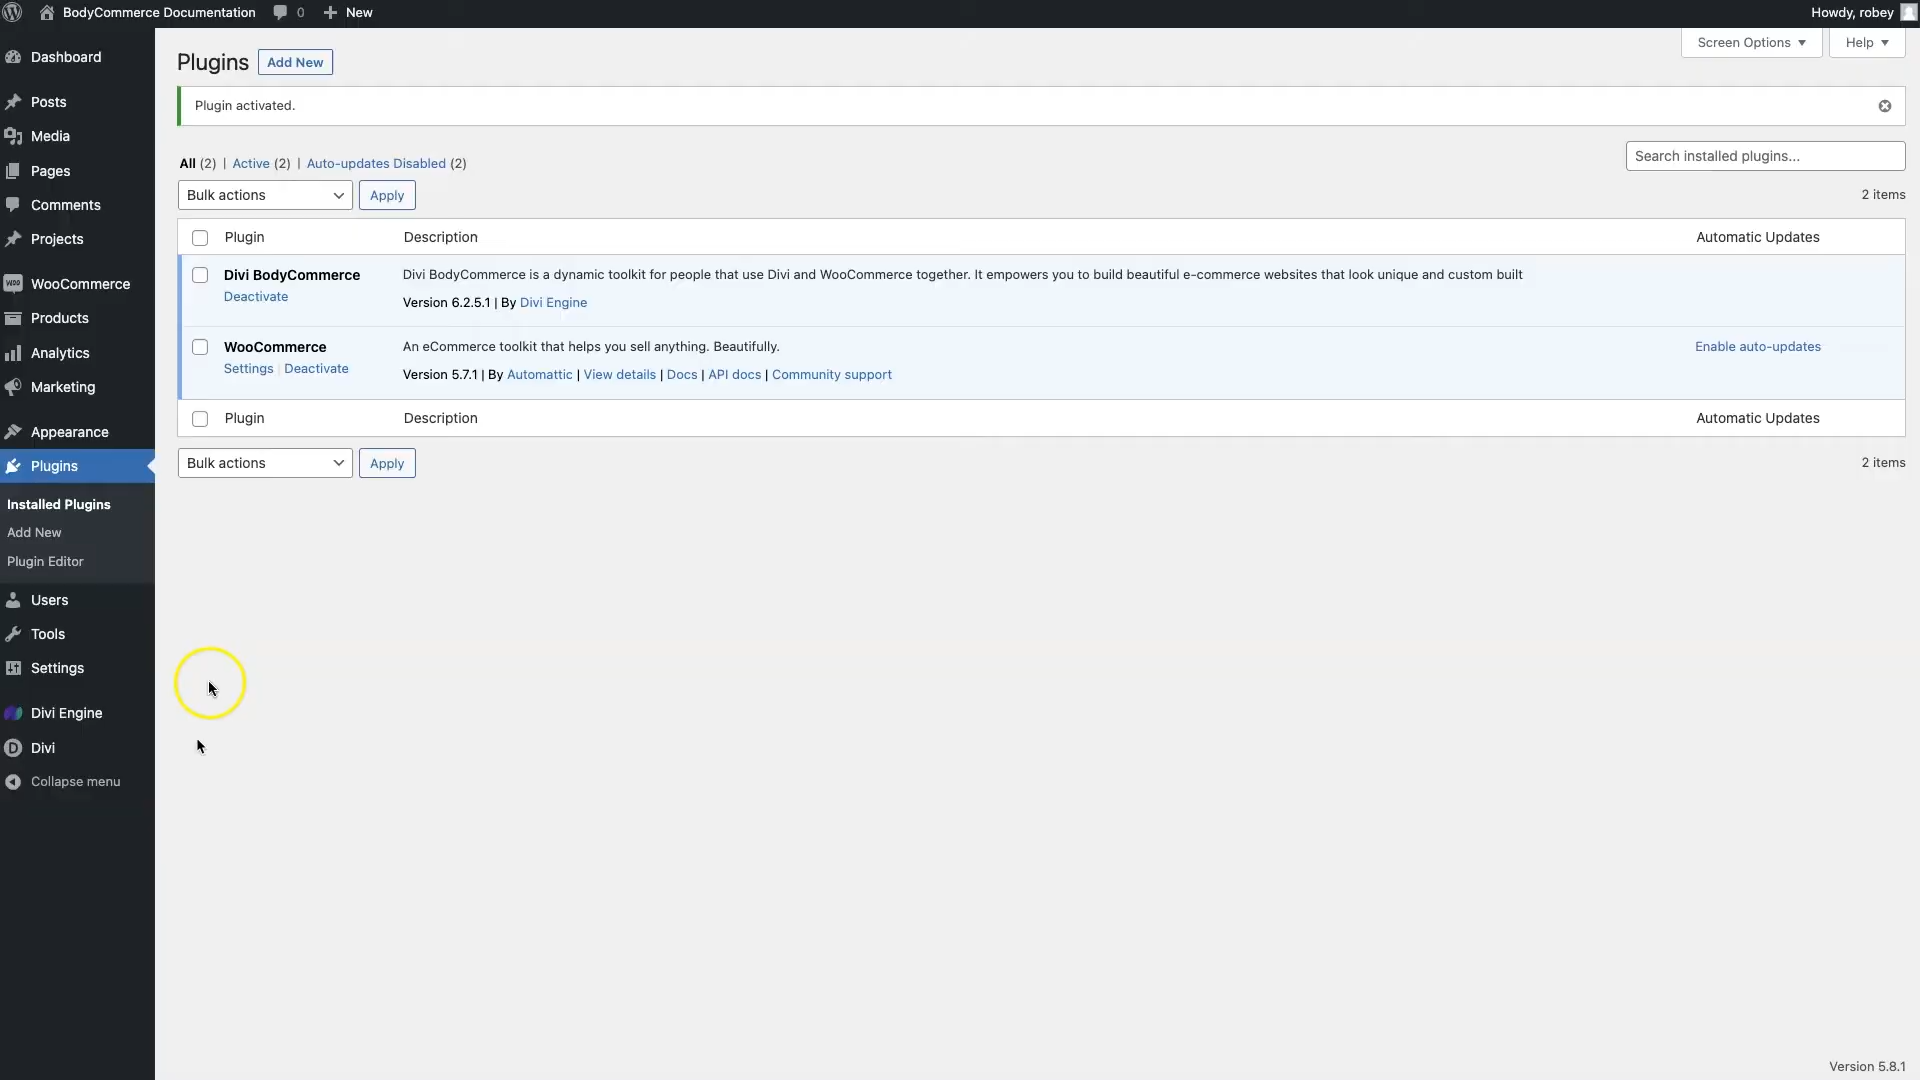 BodyCommerce Documentation 0 New Howdy, robey
Screen Options Help
Dashboard
Posts
Media
Pages
Comments
Projects
WooCommerce
Products
Analytics
Marketing
Appearance
Plugins
Installed Plugins
Add New
Plugin Editor
Users
Tools
Settings
Divi Engine
Divi
Collapse menu
Plugins Add New
Plugin activated.
All (2) | Active (2) | Auto-updates Disabled (2)
Search installed plugins...
Bulk actions Apply 2 items
Plugin Description Automatic Updates
Divi BodyCommerce Divi BodyCommerce is a dynamic toolkit for people that use Divi and WooCommerce together. It empowers you to build beautiful e-commerce websites that look unique and custom built
Deactivate Version 6.2.5.1 | By Divi Engine
WooCommerce An eCommerce toolkit that helps you sell anything. Beautifully. Enable auto-updates
Settings | Deactivate Version 5.7.1 | By Automattic | View details | Docs | API docs | Community support
Plugin Description Automatic Updates
Bulk actions Apply 2 items
Version 5.8.1